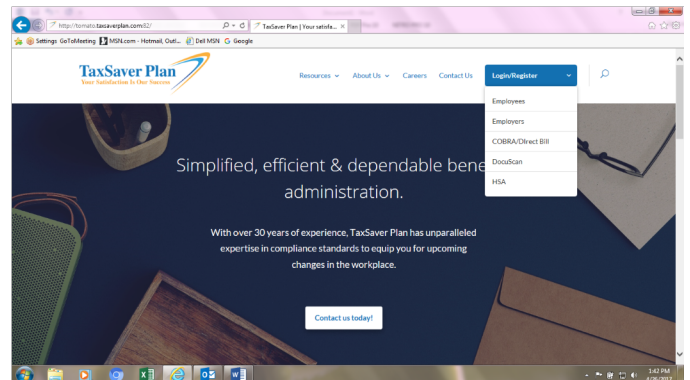 http://tomato.taxsaverplan.com:82/
TaxSaver Plan | Your satisfa...
Settings GoToMeeting MSN.com - Hotmail, Outl... Dell MSN Google
TaxSaver Plan
Your Satisfaction Is Our Success
Resources About Us Careers Contact Us Login/Register
Employees
Employers
COBRA/Direct Bill
DocuScan
HSA
Simplified, efficient & dependable bene
administration.
With over 30 years of experience, TaxSaver Plan has unparalleled
expertise in compliance standards to equip you for upcoming
changes in the workplace.
Contact us today!
1:42 PM
4/26/2017